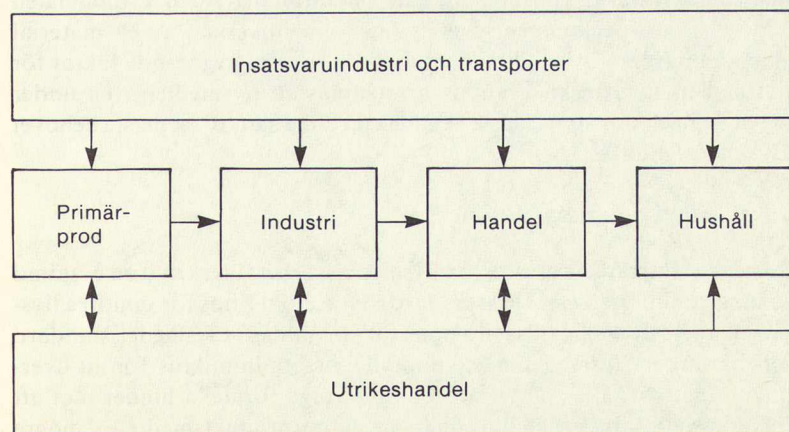 Insatsvaruindustri och transporter
Primär-
prod
Industri
Handel
Hushåll
Utrikeshandel